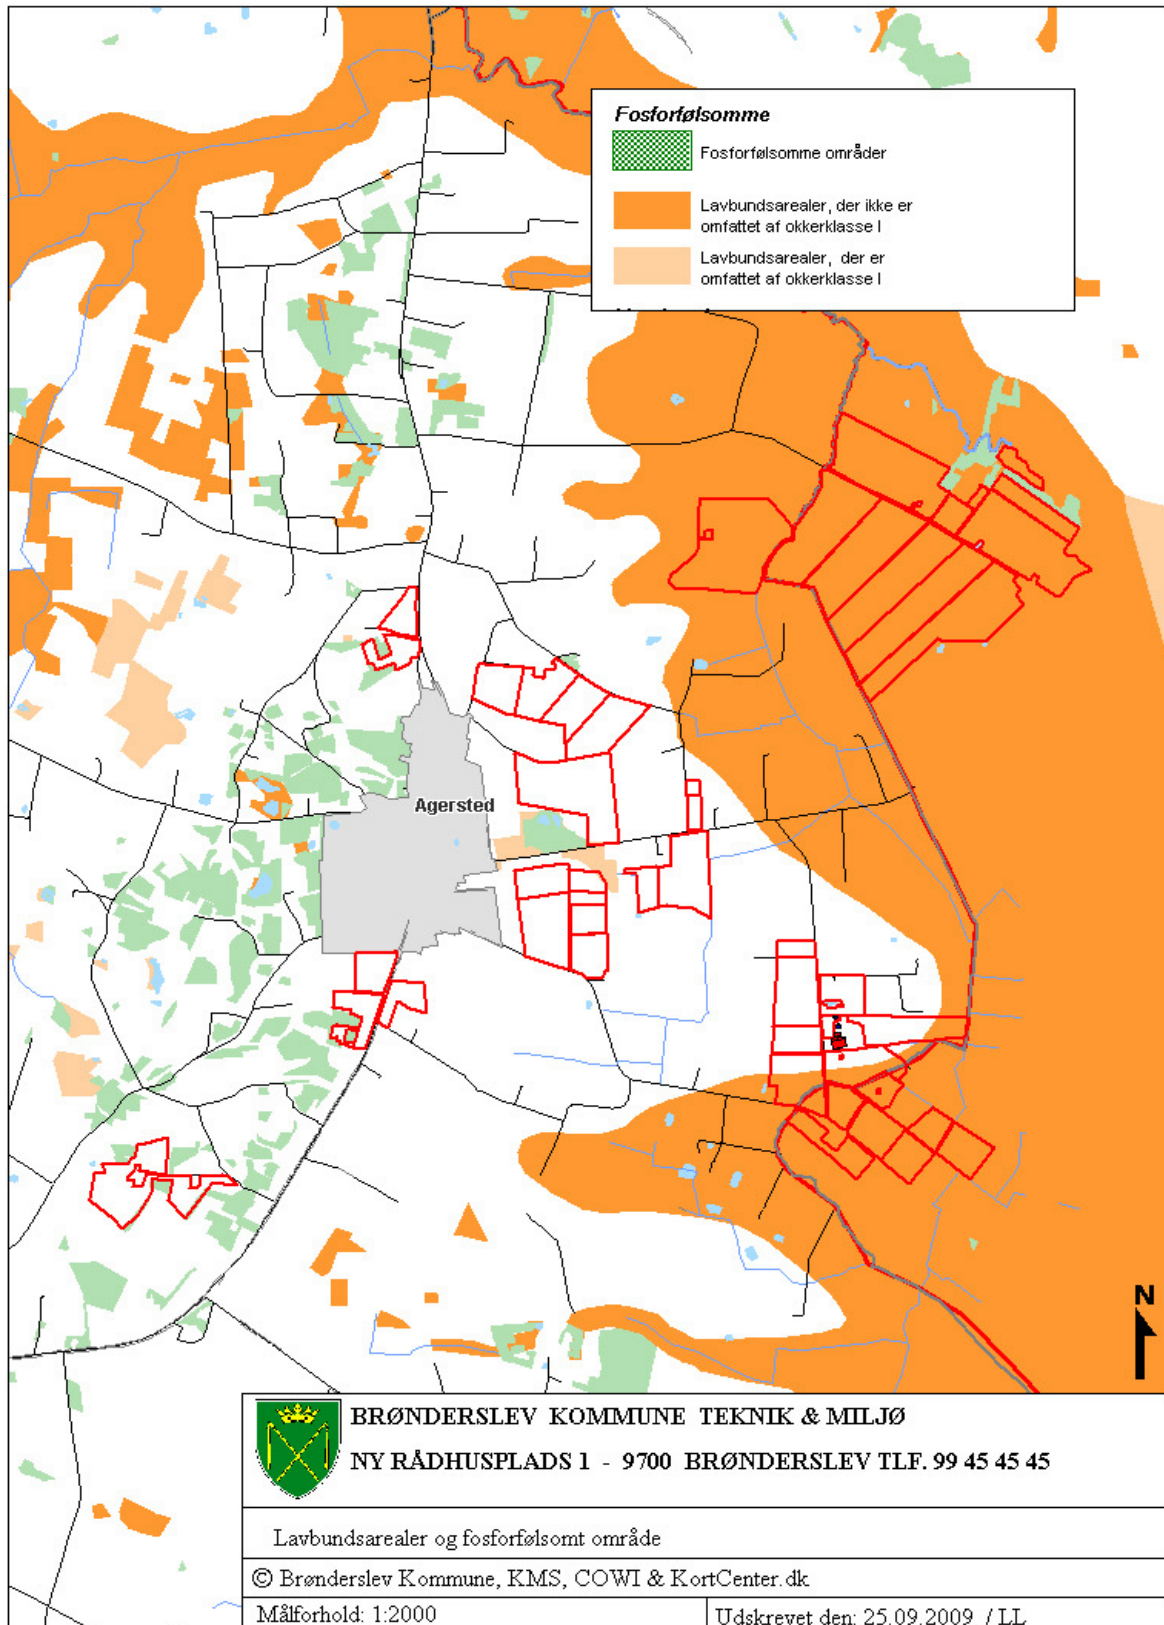 Fosforfølsomme
Fosforfølsomme områder
Lavbundsarealer, der ikke er
omfattet af okkerklasse I
Lavbundsarealer, der er
omfattet af okkerklasse I
Agersted
N
BRØNDERSLEV KOMMUNE TEKNIK & MILJØ
NY RÅDHUSPLADS 1 - 9700 BRØNDERSLEV TLF. 99 45 45 45
Lavbundsarealer og fosforfølsomt område
© Brønderslev Kommune, KMS, COWI & KortCenter.dk
Målforhold: 1:2000
Udskrevet den: 25.09.2009 / LL